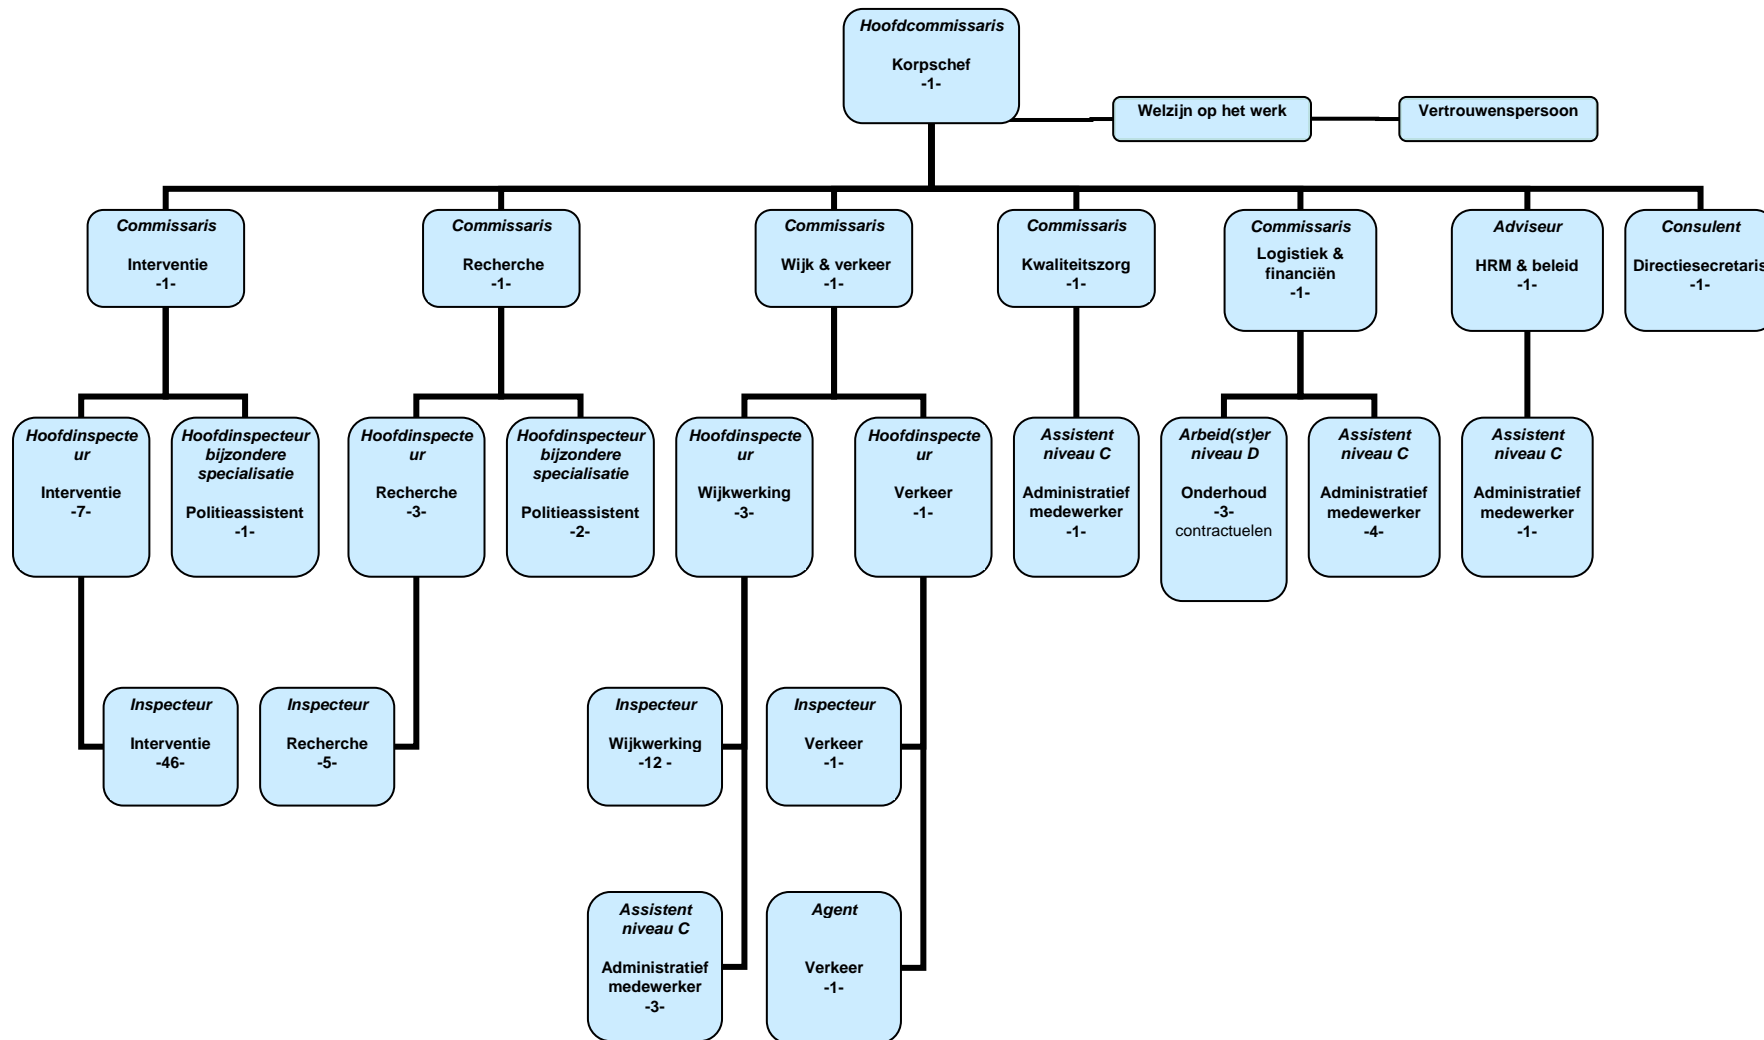 Hoofdcommissaris
Korpschef
-1-
Welzijn op het werk
Vertrouwenspersoon
Commissaris
Interventie
-1-
Commissaris
Recherche
-1-
Commissaris
Wijk & verkeer
-1-
Commissaris
Kwaliteitszorg
-1-
Commissaris
Logistiek &
financiën
-1-
Adviseur
HRM & beleid
-1-
Consulent
Directiesecretaris
-1-
Hoofdinspecte
ur
Interventie
-7-
Hoofdinspecteur
bijzondere
specialisatie
Politieassistent
-1-
Hoofdinspecte
ur
Recherche
-3-
Hoofdinspecteur
bijzondere
specialisatie
Politieassistent
-2-
Hoofdinspecte
ur
Wijkwerking
-3-
Hoofdinspecte
ur
Verkeer
-1-
Assistent
niveau C
Administratief
medewerker
-1-
Arbeid(st)er
niveau D
Onderhoud
-3-
contractuelen
Assistent
niveau C
Administratief
medewerker
-4-
Assistent
niveau C
Administratief
medewerker
-1-
Inspecteur
Interventie
-46-
Inspecteur
Recherche
-5-
Inspecteur
Wijkwerking
-12 -
Inspecteur
Verkeer
-1-
Assistent
niveau C
Administratief
medewerker
-3-
Agent
Verkeer
-1-